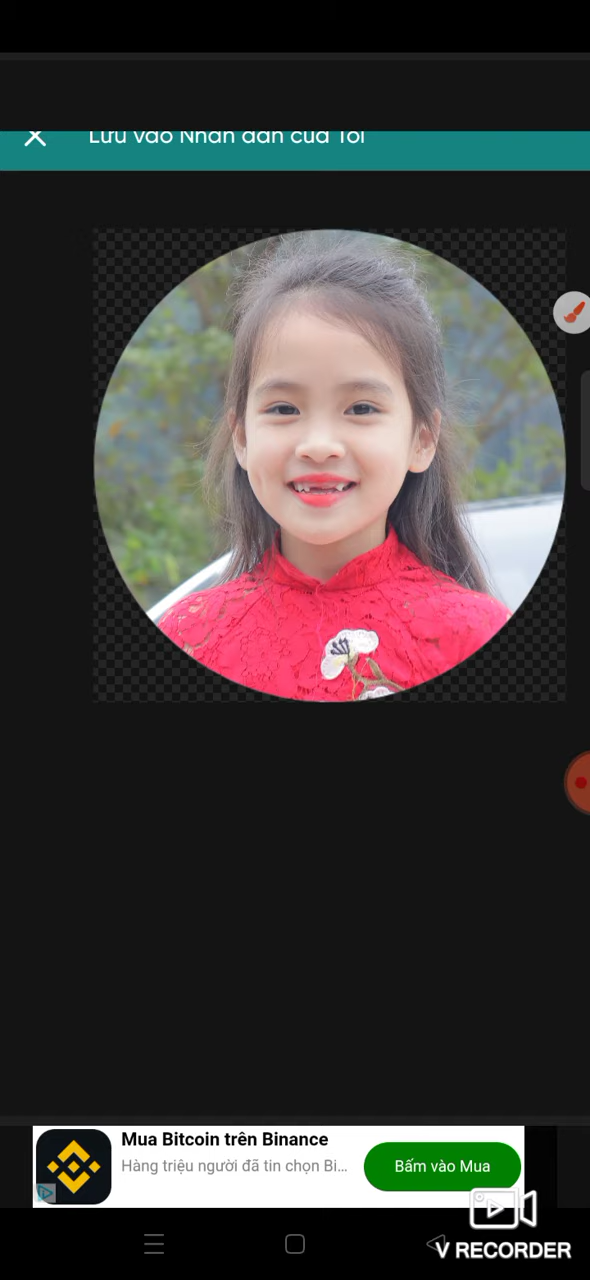 Lưu vào Nhãn dán của Tôi
Mua Bitcoin trên Binance
Hàng triệu người đã tin chọn Bi...
Bấm vào Mua
V RECORDER